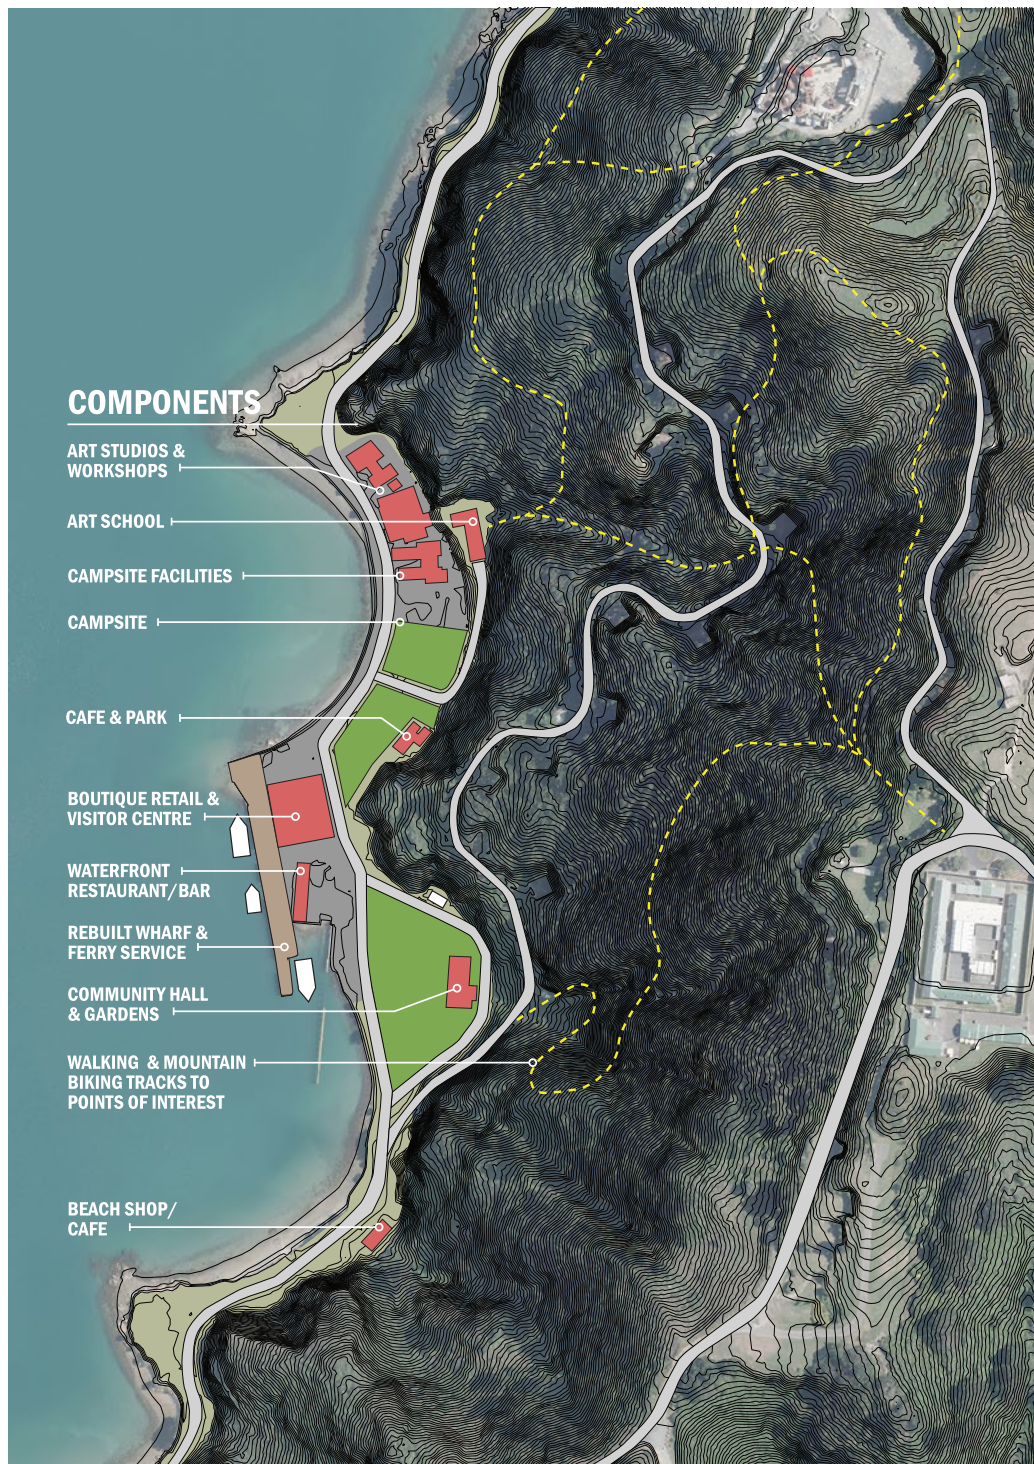 COMPONENTS
ART STUDIOS &
WORKSHOPS
ART SCHOOL
CAMPSITE FACILITIES
CAMPSITE
CAFE & PARK
BOUTIQUE RETAIL &
VISITOR CENTRE
WATERFRONT
RESTAURANT/BAR
REBUILT WHARF &
FERRY SERVICE
COMMUNITY HALL
& GARDENS
WALKING & MOUNTAIN
BIKING TRACKS TO
POINTS OF INTEREST
BEACH SHOP/
CAFE